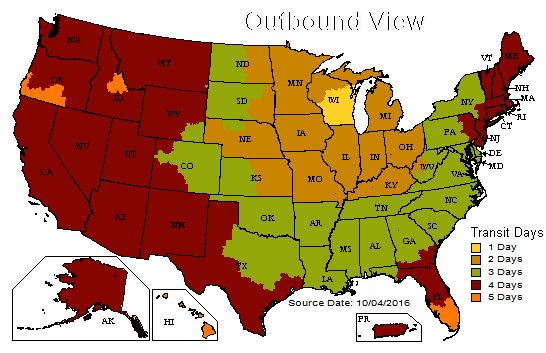 Outbound View
WA
MT
ND
MN
VT
ME
OR
ID
SD
WI
MI
NY
NH
MA
WY
RI
CT
NV
UT
NE
IA
PA
NJ
CA
CO
IL
IN
OH
DE
MD
KS
MO
WV
VA
KY
AZ
NM
OK
AR
TN
NC
SC
TX
MS
AL
GA
LA
FL
AK
HI
PR
Transit Days
1 Day
2 Days
3 Days
4 Days
5 Days
Source Date: 10/04/2016